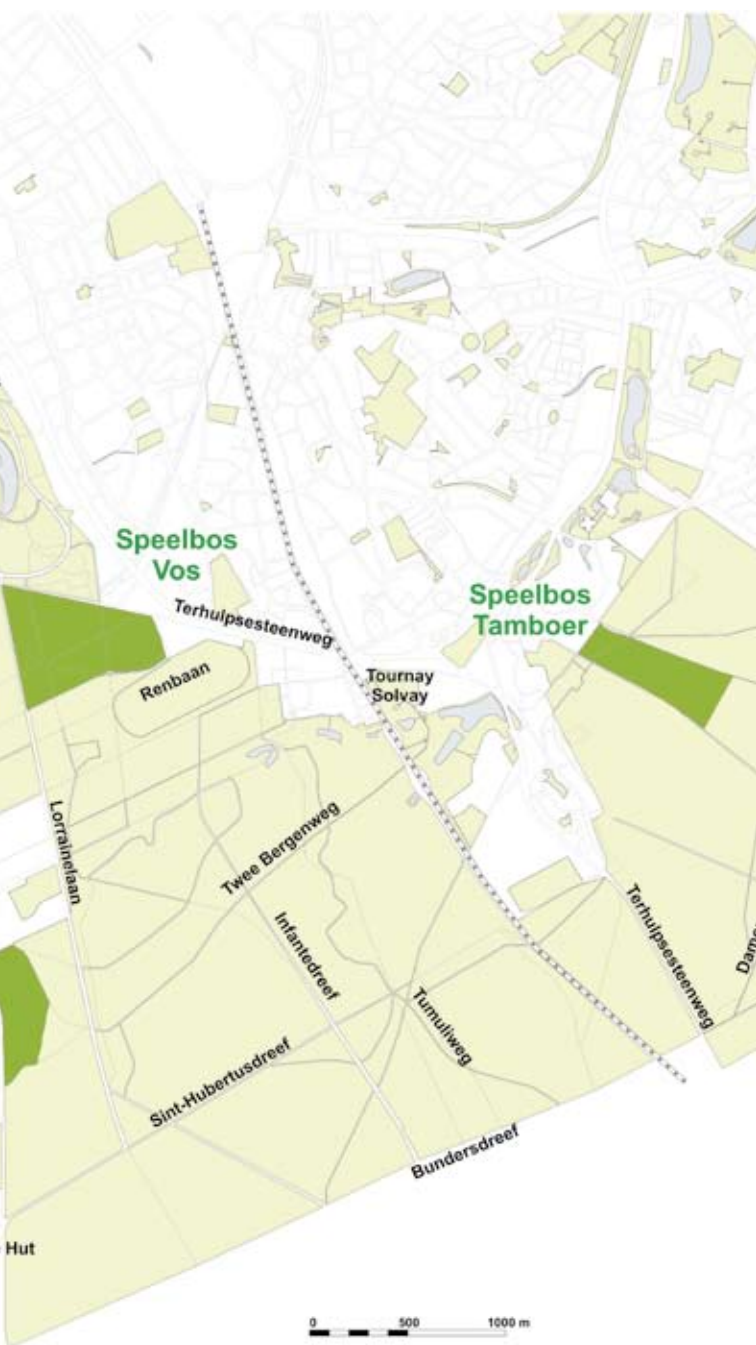 Speelbos
Vos
Speelbos
Tamboer
Terhulpsesteenweg
Renbaan
Tournay
Solvay
Lorrainelaan
Twee Bergenweg
Infantedreef
Terhulpsesteenweg
Tumuliweg
Sint-Hubertusdreef
Bundersdreef
Hut
0 500 1000 m